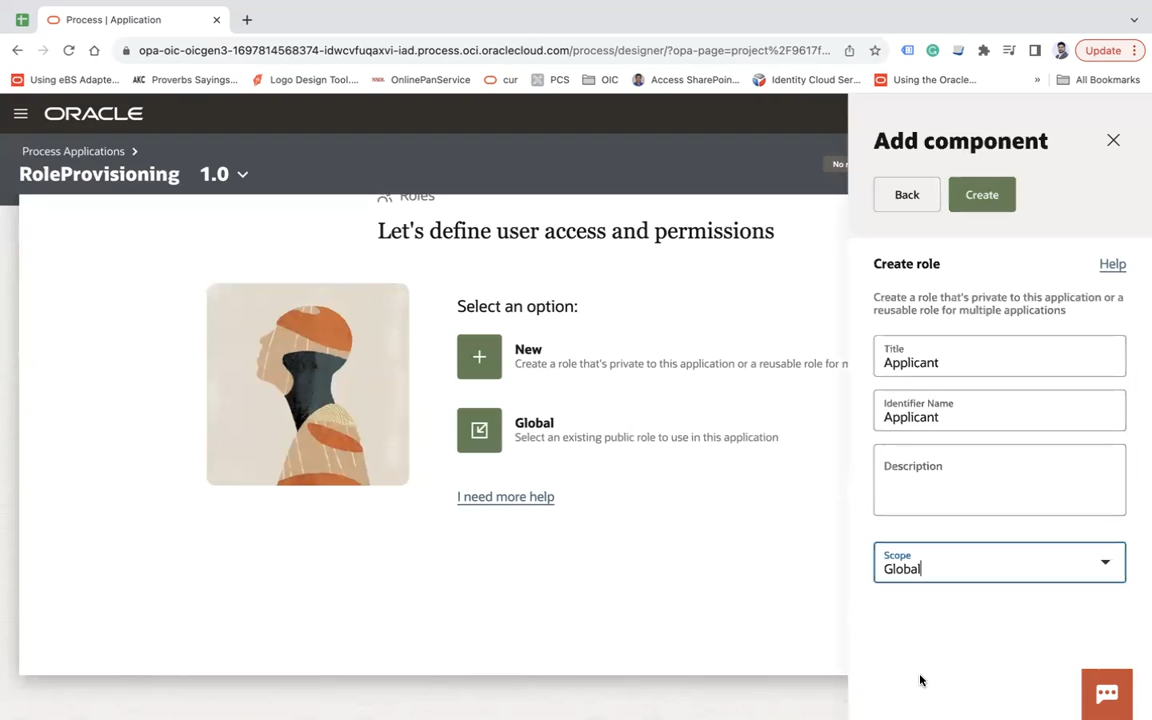 Process | Application
opa-oic-oicgen3-1697814568374-idwcvfuqaxvi-iad.process.oci.oraclecloud.com/process/designer/?opa-page=project%2F9617f...
Update
Using eBS Adapte...
AKC
Proverbs Sayings...
Logo Design Tool....
OnlinePanService
cur
PCS
OIC
Access SharePoin...
Identity Cloud Ser...
Using the Oracle...
»
All Bookmarks
ORACLE
Process Applications
RoleProvisioning 1.0
No
Roles
Let's define user access and permissions
Select an option:
New
Create a role that's private to this application or a reusable role for
Global
Select an existing public role to use in this application
I need more help
Add component
Back
Create
Create role
Help
Create a role that's private to this application or a
reusable role for multiple applications
Title
Applicant
Identifier Name
Applicant
Description
Scope
Global